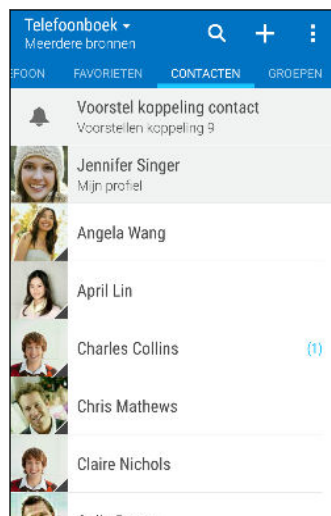 Telefoonboek
Meerdere bronnen
EFOON FAVORIETEN CONTACTEN GROEPEN
Voorstel koppeling contact
Voorstellen koppeling 9
Jennifer Singer
Mijn profiel
Angela Wang
April Lin
Charles Collins (1)
Chris Mathews
Claire Nichols